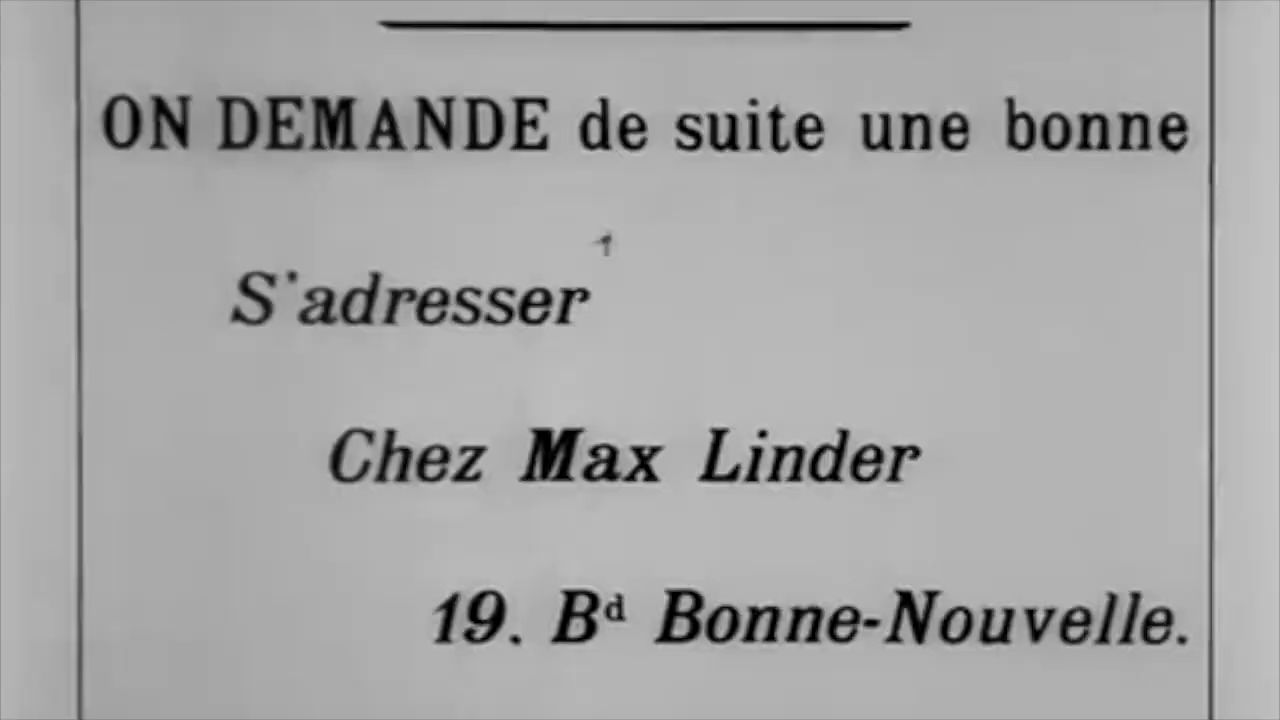 ON DEMANDE de suite une bonne
S'adresser
Chez Max Linder
19. Bd Bonne-Nouvelle.